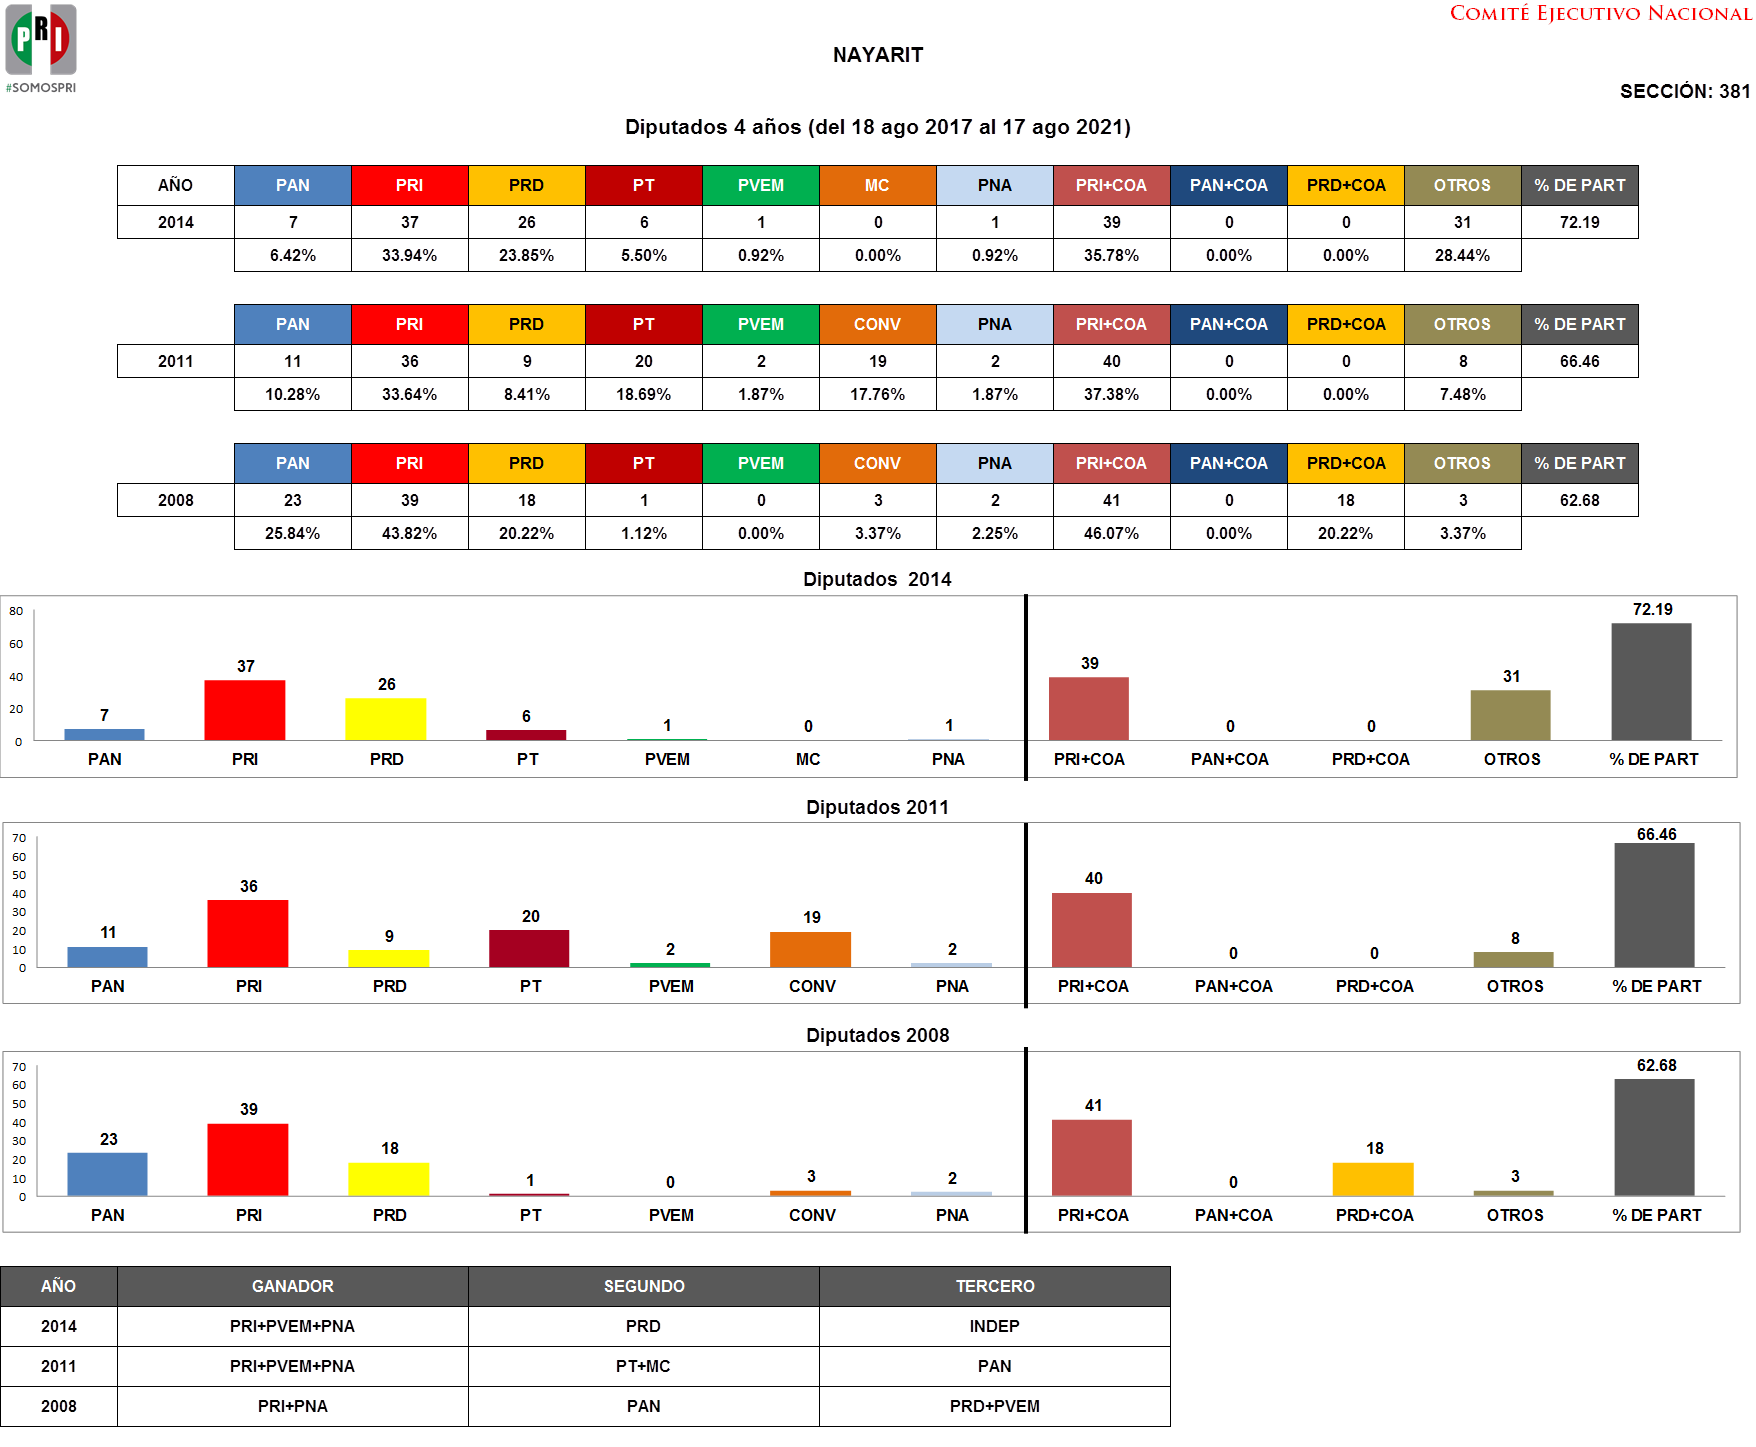 PRI
#SOMOSPRI
COMITÉ EJECUTIVO NACIONAL
NAYARIT
SECCIÓN: 381
Diputados 4 años (del 18 ago 2017 al 17 ago 2021)
AÑO PAN PRI PRD PT PVEM MC PNA PRI+COA PAN+COA PRD+COA OTROS % DE PART
2014 7 37 26 6 1 0 1 39 0 0 31 72.19
6.42% 33.94% 23.85% 5.50% 0.92% 0.00% 0.92% 35.78% 0.00% 0.00% 28.44%
PAN PRI PRD PT PVEM CONV PNA PRI+COA PAN+COA PRD+COA OTROS % DE PART
2011 11 36 9 20 2 19 2 40 0 0 8 66.46
10.28% 33.64% 8.41% 18.69% 1.87% 17.76% 1.87% 37.38% 0.00% 0.00% 7.48%
PAN PRI PRD PT PVEM CONV PNA PRI+COA PAN+COA PRD+COA OTROS % DE PART
2008 23 39 18 1 0 3 2 41 0 18 3 62.68
25.84% 43.82% 20.22% 1.12% 0.00% 3.37% 2.25% 46.07% 0.00% 20.22% 3.37%
Diputados 2014
80
60
40
20
0
7 37 26 6 1 0 1 39 0 0 31 72.19
PAN PRI PRD PT PVEM MC PNA PRI+COA PAN+COA PRD+COA OTROS % DE PART
Diputados 2011
70
60
50
40
30
20
10
0
11 36 9 20 2 19 2 40 0 0 8 66.46
PAN PRI PRD PT PVEM CONV PNA PRI+COA PAN+COA PRD+COA OTROS % DE PART
Diputados 2008
70
60
50
40
30
20
10
0
23 39 18 1 0 3 2 41 0 18 3 62.68
PAN PRI PRD PT PVEM CONV PNA PRI+COA PAN+COA PRD+COA OTROS % DE PART
AÑO GANADOR SEGUNDO TERCERO
2014 PRI+PVEM+PNA PRD INDEP
2011 PRI+PVEM+PNA PT+MC PAN
2008 PRI+PNA PAN PRD+PVEM